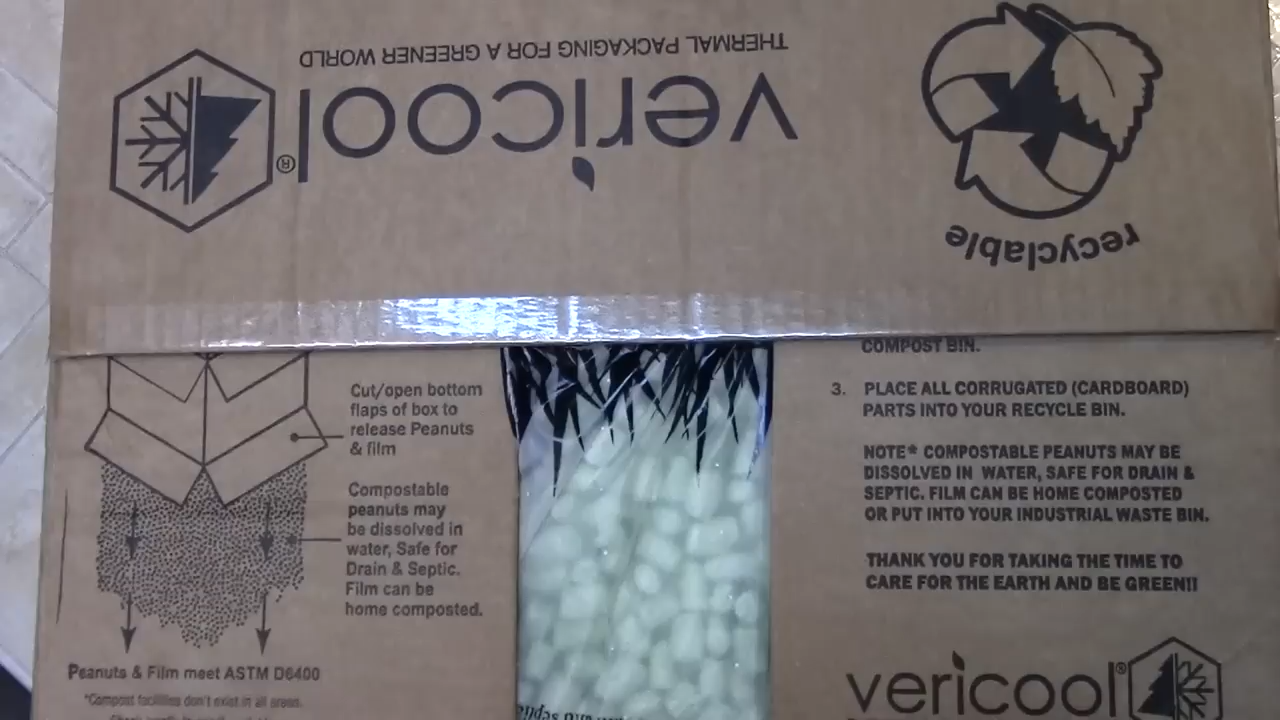 THERMAL PACKAGING FOR A GREENER WORLD
vericool®
recyclable
Cut/open bottom
flaps of box to
release Peanuts
& film
Compostable
peanuts may
be dissolved in
water, Safe for
Drain & Septic.
Film can be
home composted.
Peanuts & Film meet ASTM D6400
*Compost facilities don't exist in all areas.
COMPOST BIN.
3. PLACE ALL CORRUGATED (CARDBOARD)
PARTS INTO YOUR RECYCLE BIN.
NOTE* COMPOSTABLE PEANUTS MAY BE
DISSOLVED IN WATER, SAFE FOR DRAIN &
SEPTIC. FILM CAN BE HOME COMPOSTED
OR PUT INTO YOUR INDUSTRIAL WASTE BIN.
THANK YOU FOR TAKING THE TIME TO
CARE FOR THE EARTH AND BE GREEN!!
vericool®